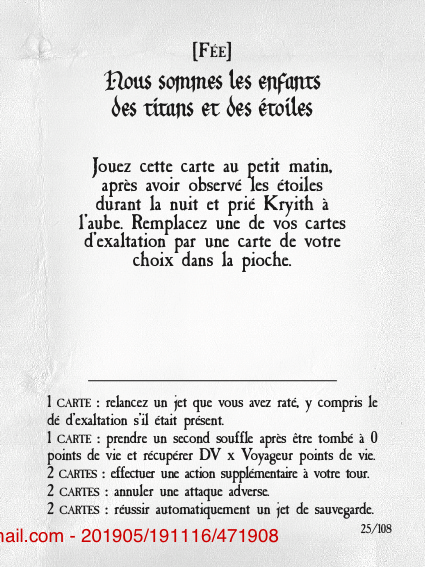 [Fée]
Nous sommes les enfants
des titans et des étoiles
Jouez cette carte au petit matin,
après avoir observé les étoiles
durant la nuit et prié Kryith à
l'aube. Remplacez une de vos cartes
d'exaltation par une carte de votre
choix dans la pioche.
1 CARTE : relancez un jet que vous avez raté, y compris le
dé d'exaltation s'il était présent.
1 CARTE : prendre un second souffle après être tombé à 0
points de vie et récupérer DV x Voyageur points de vie.
2 CARTES : effectuer une action supplémentaire à votre tour.
2 CARTES : annuler une attaque adverse.
2 CARTES : réussir automatiquement un jet de sauvegarde.
25/108
mail.com - 201905/191116/471908